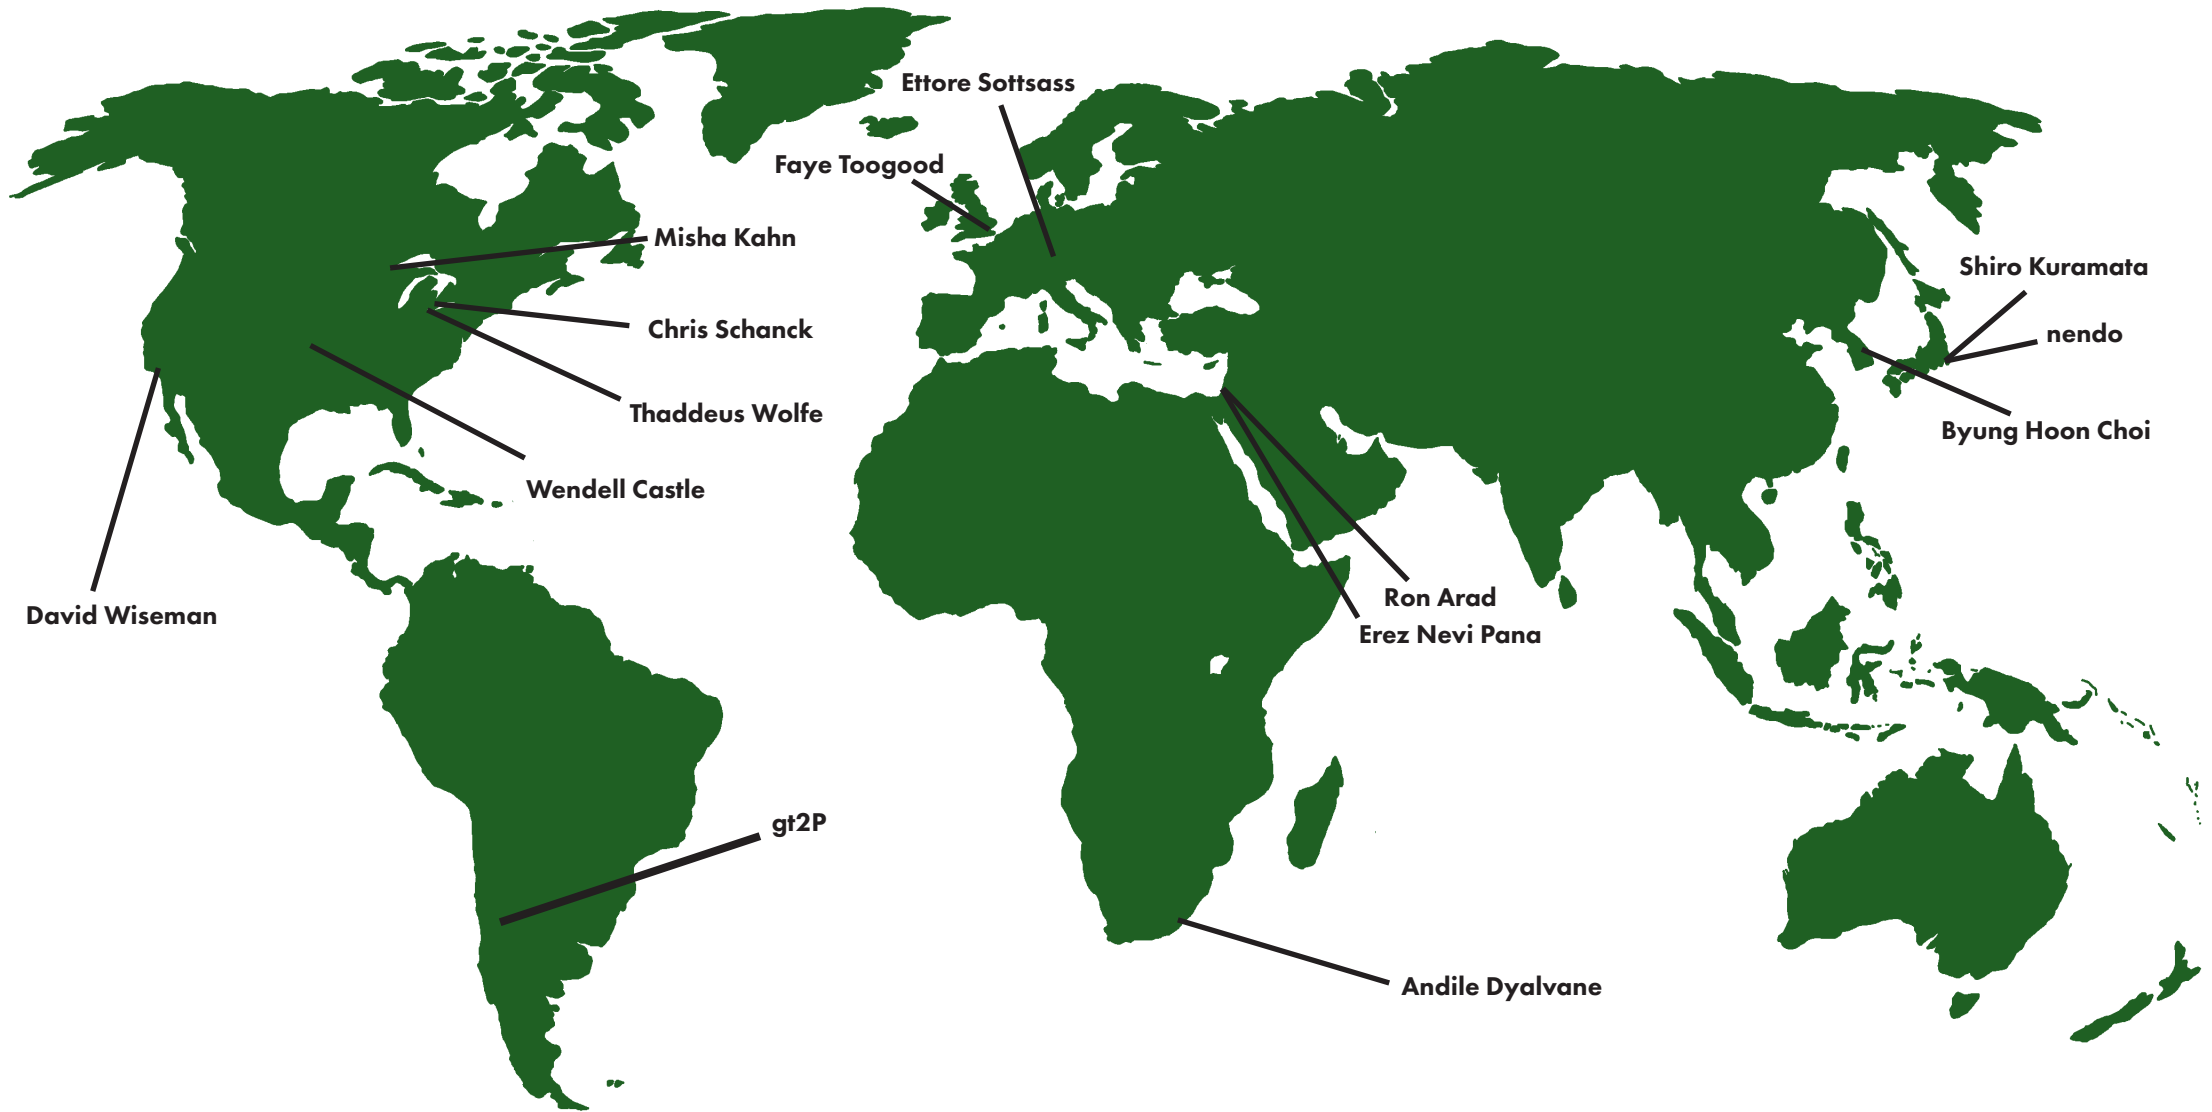 Ettore Sottsass
Faye Toogood
Misha Kahn
Shiro Kuramata
Chris Schanck
nendo
Thaddeus Wolfe
Byung Hoon Choi
Wendell Castle
Ron Arad
David Wiseman
Erez Nevi Pana
gt2P
Andile Dyalvane